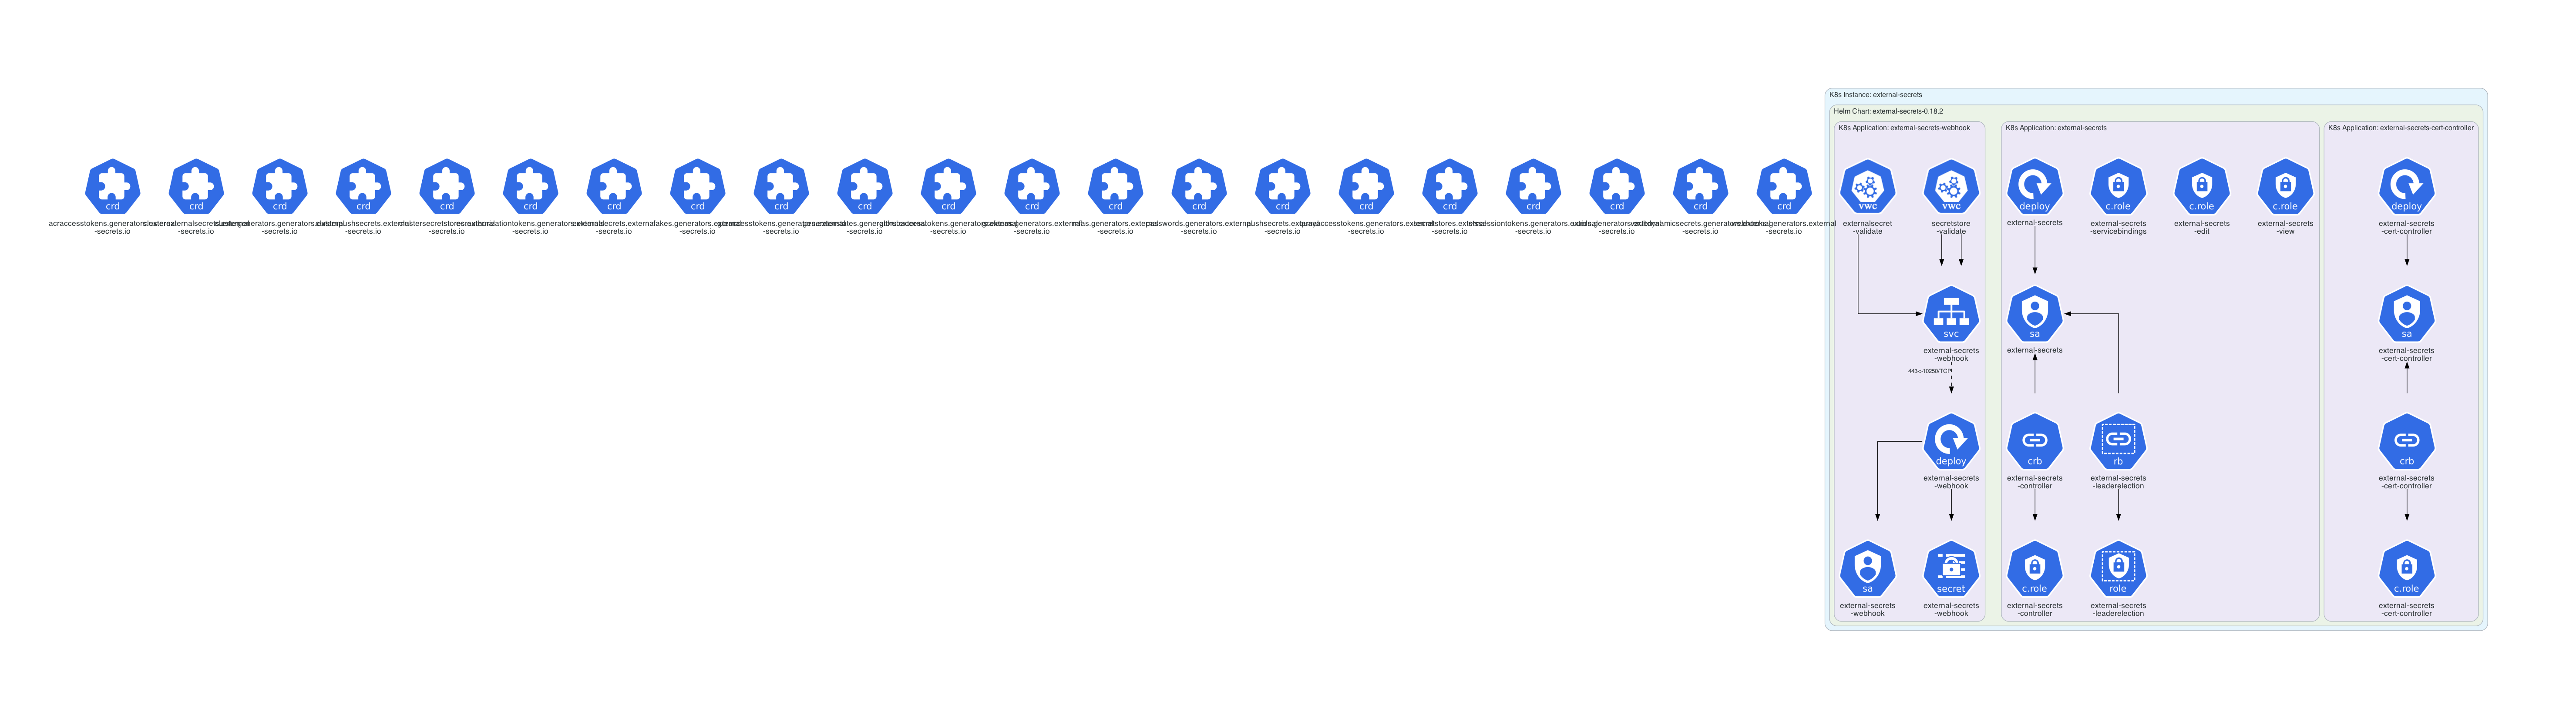 K8s Instance: external-secrets
Helm Chart: external-secrets-0.18.2
K8s Application: external-secrets-webhook
K8s Application: external-secrets
K8s Application: external-secrets-cert-controller
crd
acraccesstokens.generators.external
-secrets.io
crd
clusterexternalsecrets.external
-secrets.io
crd
clustergenerators.generators.external
-secrets.io
crd
clusterpushsecrets.external
-secrets.io
crd
clustersecretstores.external
-secrets.io
crd
ecrauthorizationtokens.generators.external
-secrets.io
crd
externalsecrets.external
-secrets.io
crd
fakes.generators.external
-secrets.io
crd
gcraccesstokens.generators.external
-secrets.io
crd
generatorstates.generators.external
-secrets.io
crd
githubaccesstokens.generators.external
-secrets.io
crd
grafanas.generators.external
-secrets.io
crd
mfas.generators.external
-secrets.io
crd
passwords.generators.external
-secrets.io
crd
pushsecrets.external
-secrets.io
crd
quayaccesstokens.generators.external
-secrets.io
crd
secretstores.external
-secrets.io
crd
stssessiontokens.generators.external
-secrets.io
crd
uuids.generators.external
-secrets.io
crd
vaultdynamicsecrets.generators.external
-secrets.io
crd
webhooks.generators.external
-secrets.io
vwc
externalsecret
-validate
vwc
secretstore
-validate
deploy
external-secrets
c.role
external-secrets
-servicebindings
c.role
external-secrets
-edit
c.role
external-secrets
-view
deploy
external-secrets
-cert-controller
svc
external-secrets
-webhook
443->10250/TCP
sa
external-secrets
sa
external-secrets
-cert-controller
deploy
external-secrets
-webhook
crb
external-secrets
-controller
rb
external-secrets
-leaderelection
crb
external-secrets
-cert-controller
sa
external-secrets
-webhook
secret
external-secrets
-webhook
c.role
external-secrets
-controller
role
external-secrets
-leaderelection
c.role
external-secrets
-cert-controller